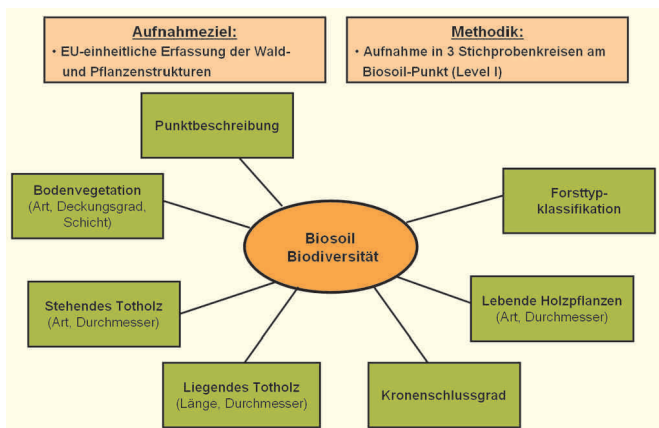 Aufnahmeziel:
• EU-einheitliche Erfassung der Wald-
und Pflanzenstrukturen
Methodik:
• Aufnahme in 3 Stichprobenkreisen am
Biosoil-Punkt (Level I)
Punktbeschreibung
Bodenvegetation
(Art, Deckungsgrad,
Schicht)
Forsttyp-
klassifikation
Biosoil
Biodiversität
Stehendes Totholz
(Art, Durchmesser)
Lebende Holzpflanzen
(Art, Durchmesser)
Liegendes Totholz
(Länge, Durchmesser)
Kronenschlussgrad